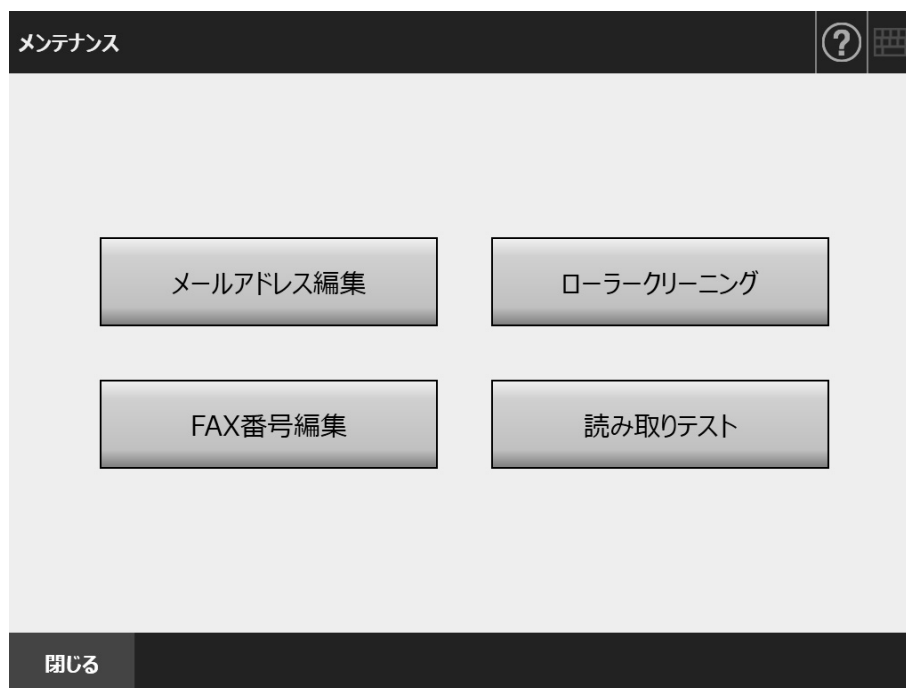 メンテナンス
?
メールアドレス編集
ローラークリーニング
FAX番号編集
読み取りテスト
閉じる